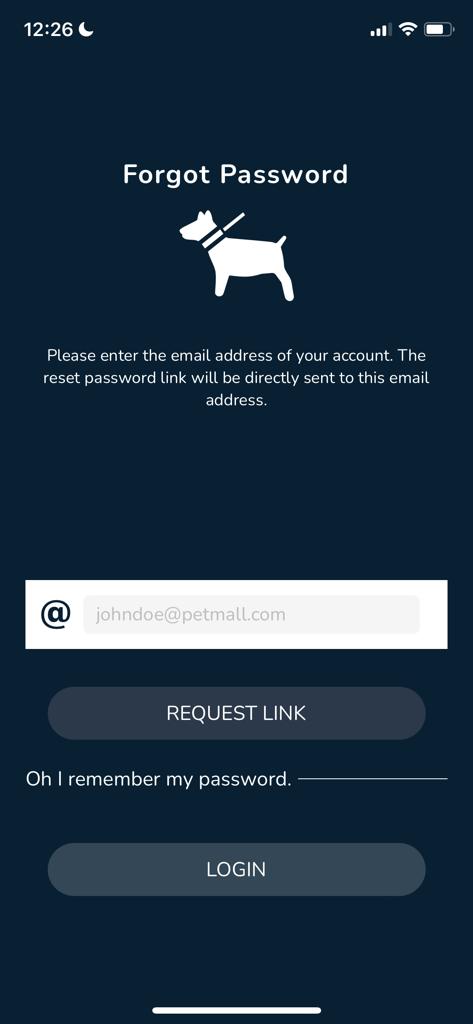 12:26
Forgot Password
Please enter the email address of your account. The
reset password link will be directly sent to this email
address.
@ johndoe@petmall.com
REQUEST LINK
Oh I remember my password.
LOGIN